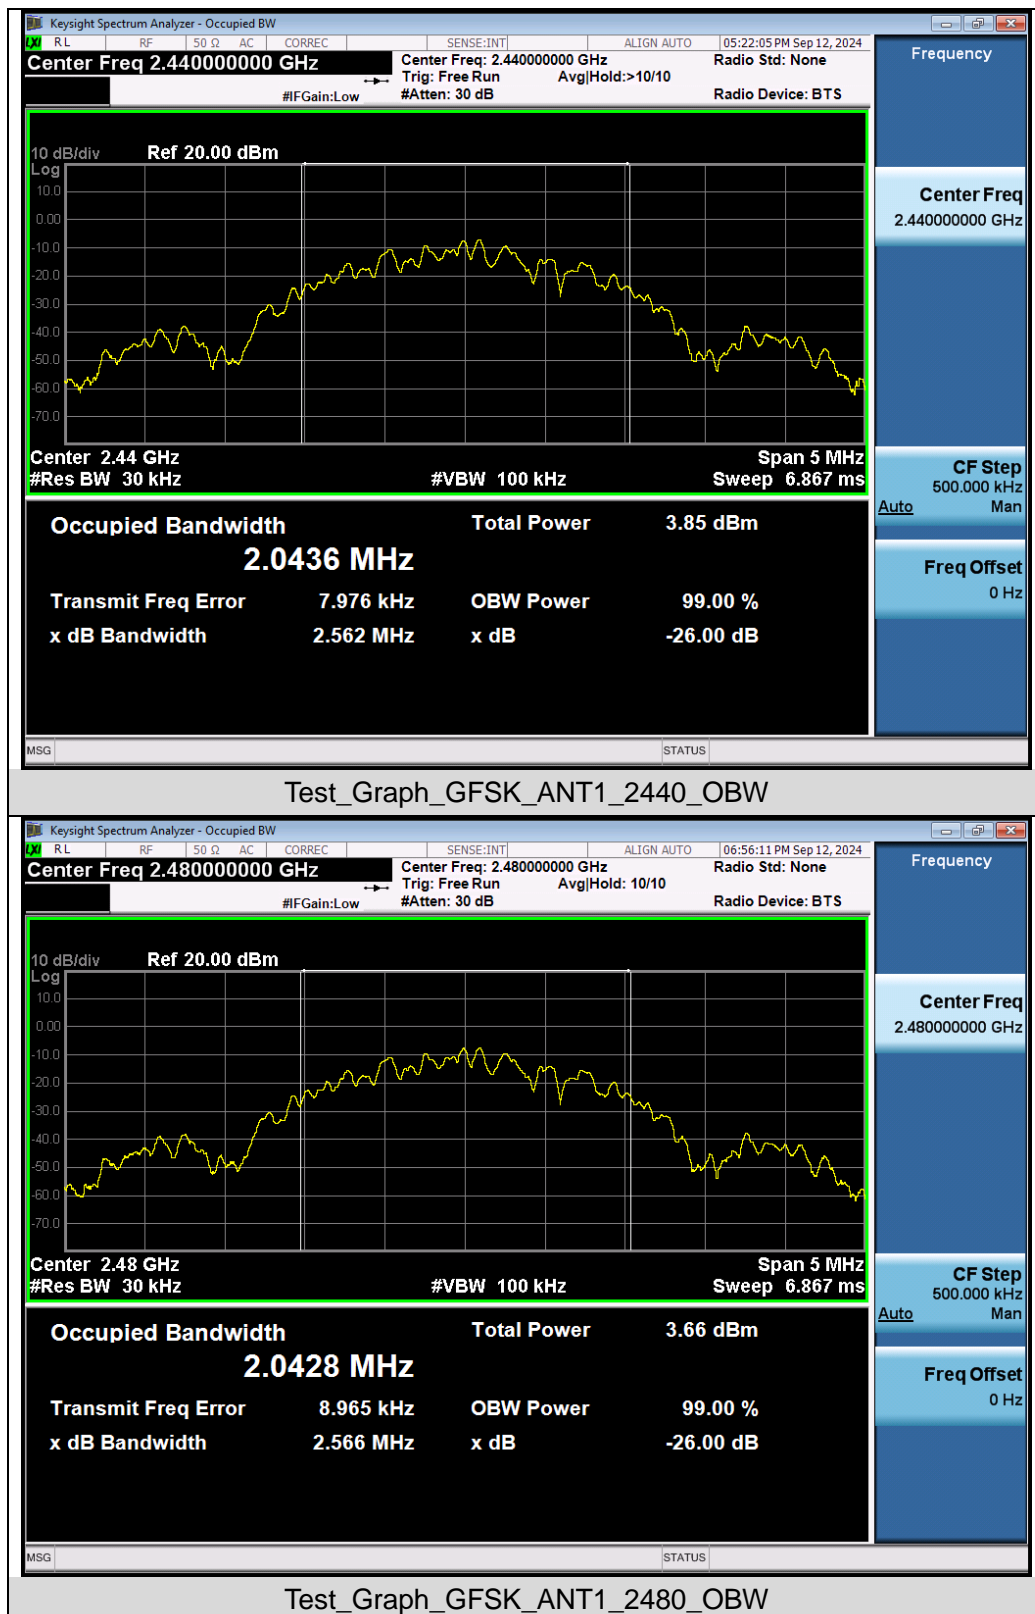 Keysight Spectrum Analyzer - Occupied BW
LXI RL RF 50 Ω AC CORREC SENSE:INT ALIGN AUTO 05:22:05 PM Sep 12, 2024
Center Freq 2.440000000 GHz
Center Freq: 2.440000000 GHz
Radio Std: None
Trig: Free Run Avg|Hold:>10/10
#IFGain:Low
#Atten: 30 dB
Radio Device: BTS
10 dB/div Ref 20.00 dBm
Log
10.0
0.00
-10.0
-20.0
-30.0
-40.0
-50.0
-60.0
-70.0
Center 2.44 GHz Span 5 MHz
#Res BW 30 kHz #VBW 100 kHz Sweep 6.867 ms
Occupied Bandwidth Total Power 3.85 dBm
2.0436 MHz
Transmit Freq Error 7.976 kHz OBW Power 99.00 %
x dB Bandwidth 2.562 MHz x dB -26.00 dB
MSG STATUS
Frequency
Center Freq
2.440000000 GHz
CF Step
500.000 kHz
Auto Man
Freq Offset
0 Hz
Test_Graph_GFSK_ANT1_2440_OBW
Keysight Spectrum Analyzer - Occupied BW
LXI RL RF 50 Ω AC CORREC SENSE:INT ALIGN AUTO 06:56:11 PM Sep 12, 2024
Center Freq 2.480000000 GHz
Center Freq: 2.480000000 GHz
Radio Std: None
Trig: Free Run Avg|Hold: 10/10
#IFGain:Low
#Atten: 30 dB
Radio Device: BTS
10 dB/div Ref 20.00 dBm
Log
10.0
0.00
-10.0
-20.0
-30.0
-40.0
-50.0
-60.0
-70.0
Center 2.48 GHz Span 5 MHz
#Res BW 30 kHz #VBW 100 kHz Sweep 6.867 ms
Occupied Bandwidth Total Power 3.66 dBm
2.0428 MHz
Transmit Freq Error 8.965 kHz OBW Power 99.00 %
x dB Bandwidth 2.566 MHz x dB -26.00 dB
MSG STATUS
Frequency
Center Freq
2.480000000 GHz
CF Step
500.000 kHz
Auto Man
Freq Offset
0 Hz
Test_Graph_GFSK_ANT1_2480_OBW